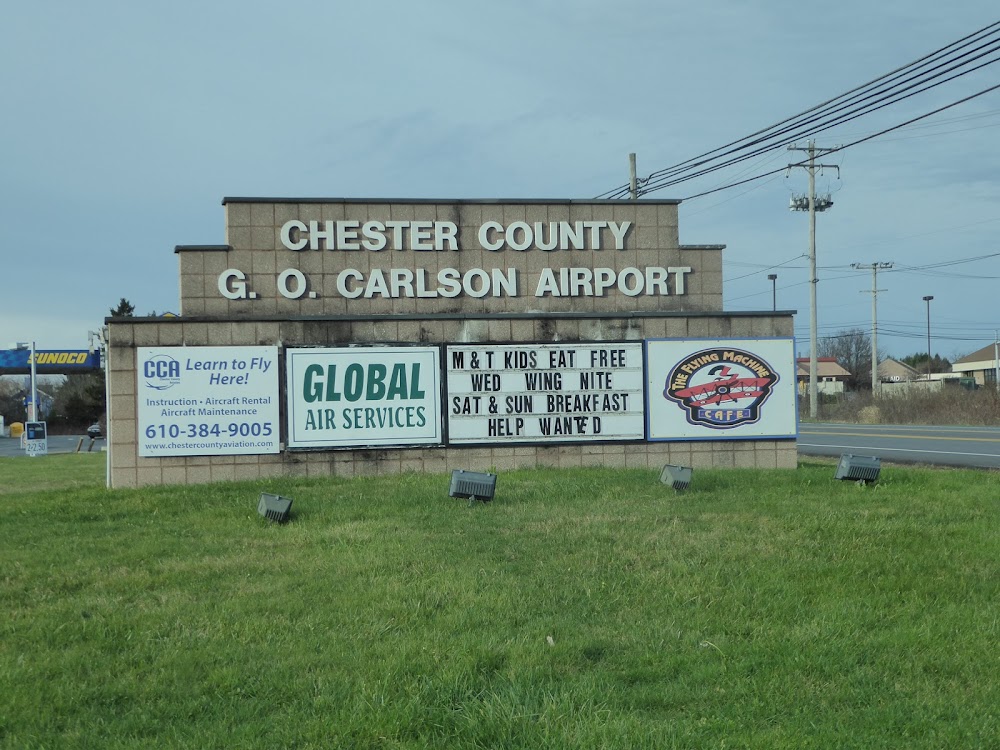 CHESTER COUNTY
G. O. CARLSON AIRPORT
SUNOCO
CCA
Learn to Fly
Here!
Instruction • Aircraft Rental
Aircraft Maintenance
610-384-9005
www.chestercountyaviation.com
GLOBAL
AIR SERVICES
M & T KIDS EAT FREE
WED WING NITE
SAT & SUN BREAKFAST
HELP WANTED
THE FLYING MACHINE
CAFE